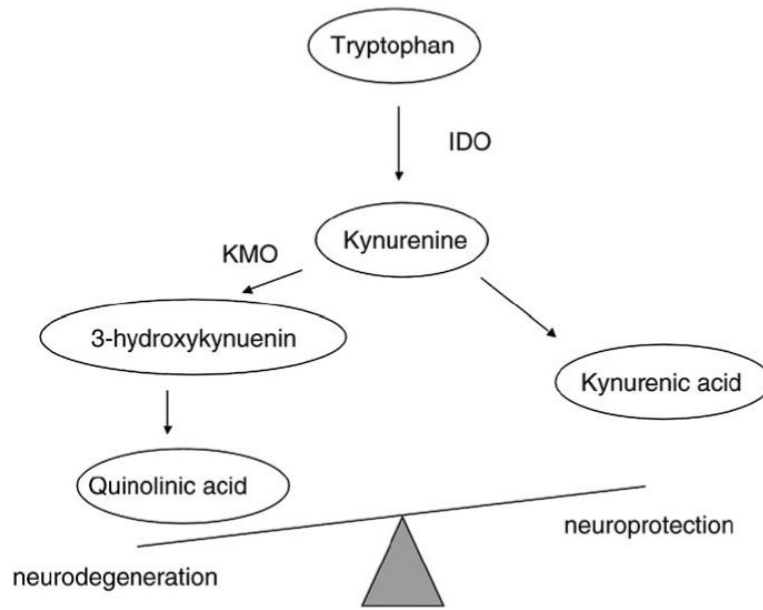 Tryptophan
IDO
Kynurenine
KMO
3-hydroxykynuenin
Kynurenic acid
Quinolinic acid
neuroprotection
neurodegeneration